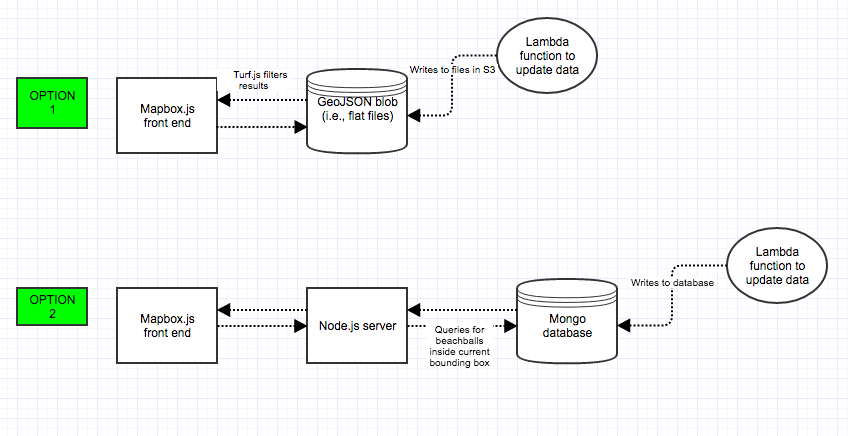 OPTION
1
Mapbox.js
front end
Turf.js filters
results
GeoJSON blob
(i.e., flat files)
Writes to files in S3
Lambda
function to
update data
OPTION
2
Mapbox.js
front end
Node.js server
Queries for
beachballs
inside current
bounding box
Mongo
database
Writes to database
Lambda
function to
update data